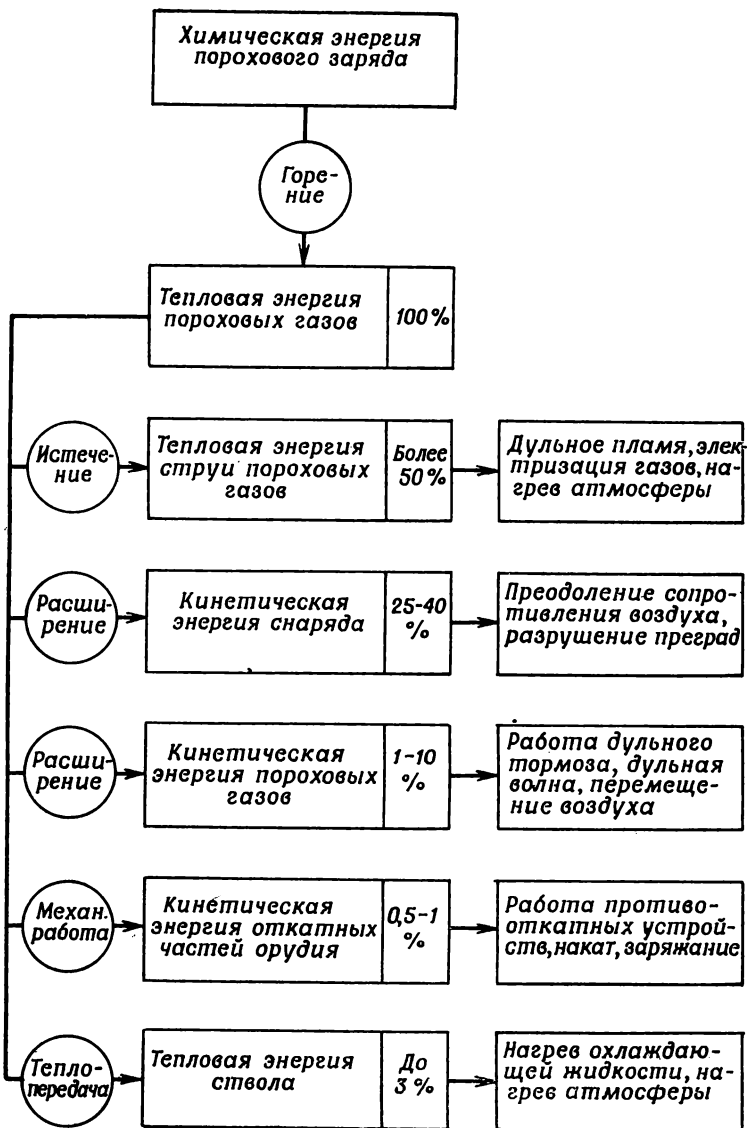 Химическая энергия
порохового заряда
Горе-
ние
Тепловая энергия
пороховых газов
100%
Истече-
ние
Тепловая энергия
струи пороховых
газов
Более
50%
Дульное пламя, элек-
тризация газов, на-
грев атмосферы
Расши-
рение
Кинетическая
энергия снаряда
25-40
%
Преодоление сопро-
тивления воздуха,
разрушение преград
Расши-
рение
Кинетическая
энергия пороховых
газов
1-10
%
Работа дульного
тормоза, дульная
волна, перемеще-
ние воздуха
Механ.
работа
Кинетическая
энергия откатных
частей орудия
0,5-1
%
Работа противо-
откатных устрой-
ств, накат, заряжание
Тепло-
передача
Тепловая энергия
ствола
До
3%
Нагрев охлаждаю-
щей жидкости, на-
грев атмосферы